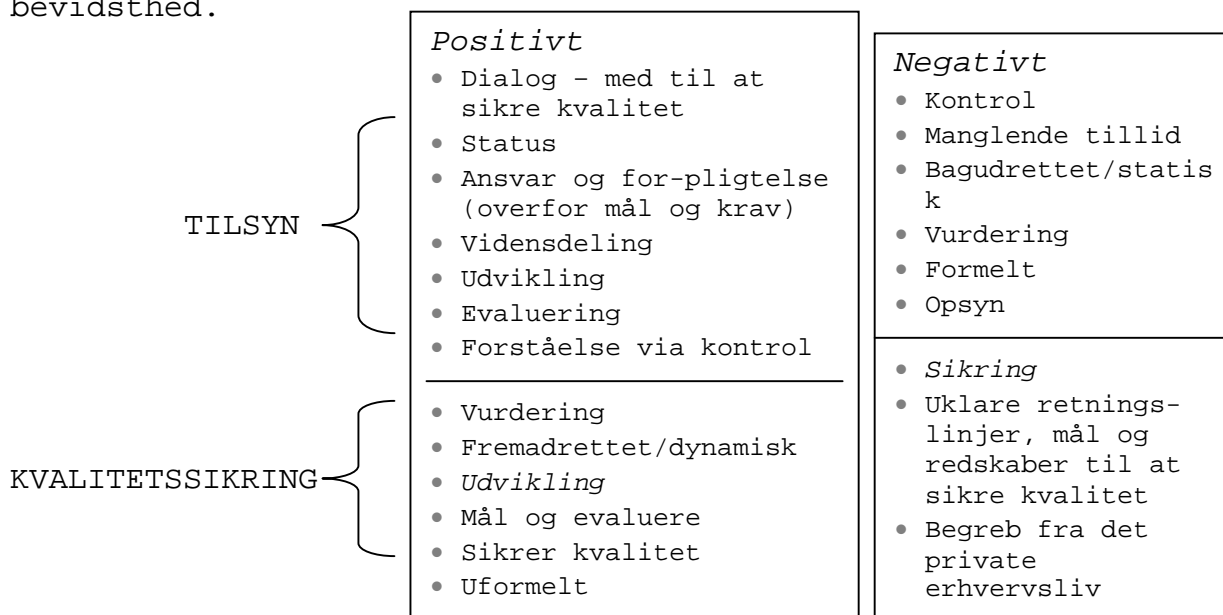 bevidsthed.
TILSYN
KVALITETSSIKRING
Positivt
• Dialog – med til at
sikre kvalitet
• Status
• Ansvar og for-pligtelse
(overfor mål og krav)
• Vidensdeling
• Udvikling
• Evaluering
• Forståelse via kontrol
• Vurdering
• Fremadrettet/dynamisk
• Udvikling
• Mål og evaluere
• Sikrer kvalitet
• Uformelt
Negativt
• Kontrol
• Manglende tillid
• Bagudrettet/statis
k
• Vurdering
• Formelt
• Opsyn
• Sikring
• Uklare retnings-
linjer, mål og
redskaber til at
sikre kvalitet
• Begreb fra det
private
erhvervsliv